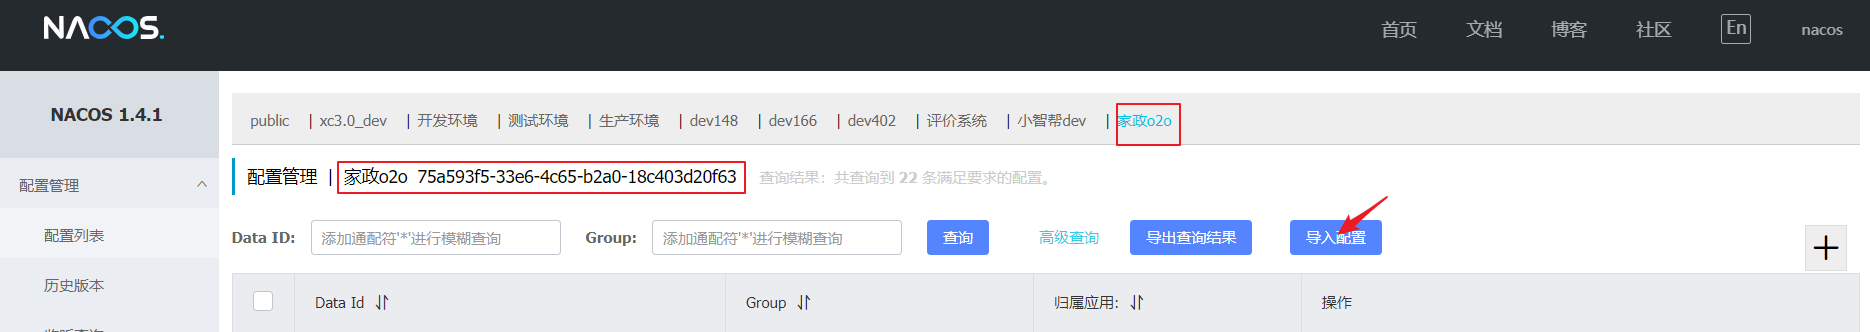 NACOS.
首页 文档 博客 社区 En nacos
NACOS 1.4.1
public | xc3.0_dev | 开发环境 | 测试环境 | 生产环境 | dev148 | dev166 | dev402 | 评价系统 | 小智帮dev | 家政o2o
配置管理
配置管理 | 家政o2o 75a593f5-33e6-4c65-b2a0-18c403d20f63 查询结果：共查询到 22 条满足要求的配置。
配置列表
Data ID: 添加通配符'*'进行模糊查询 Group: 添加通配符'*'进行模糊查询 查询 高级查询 导出查询结果 导入配置
历史版本
Data Id Group 归属应用: 操作